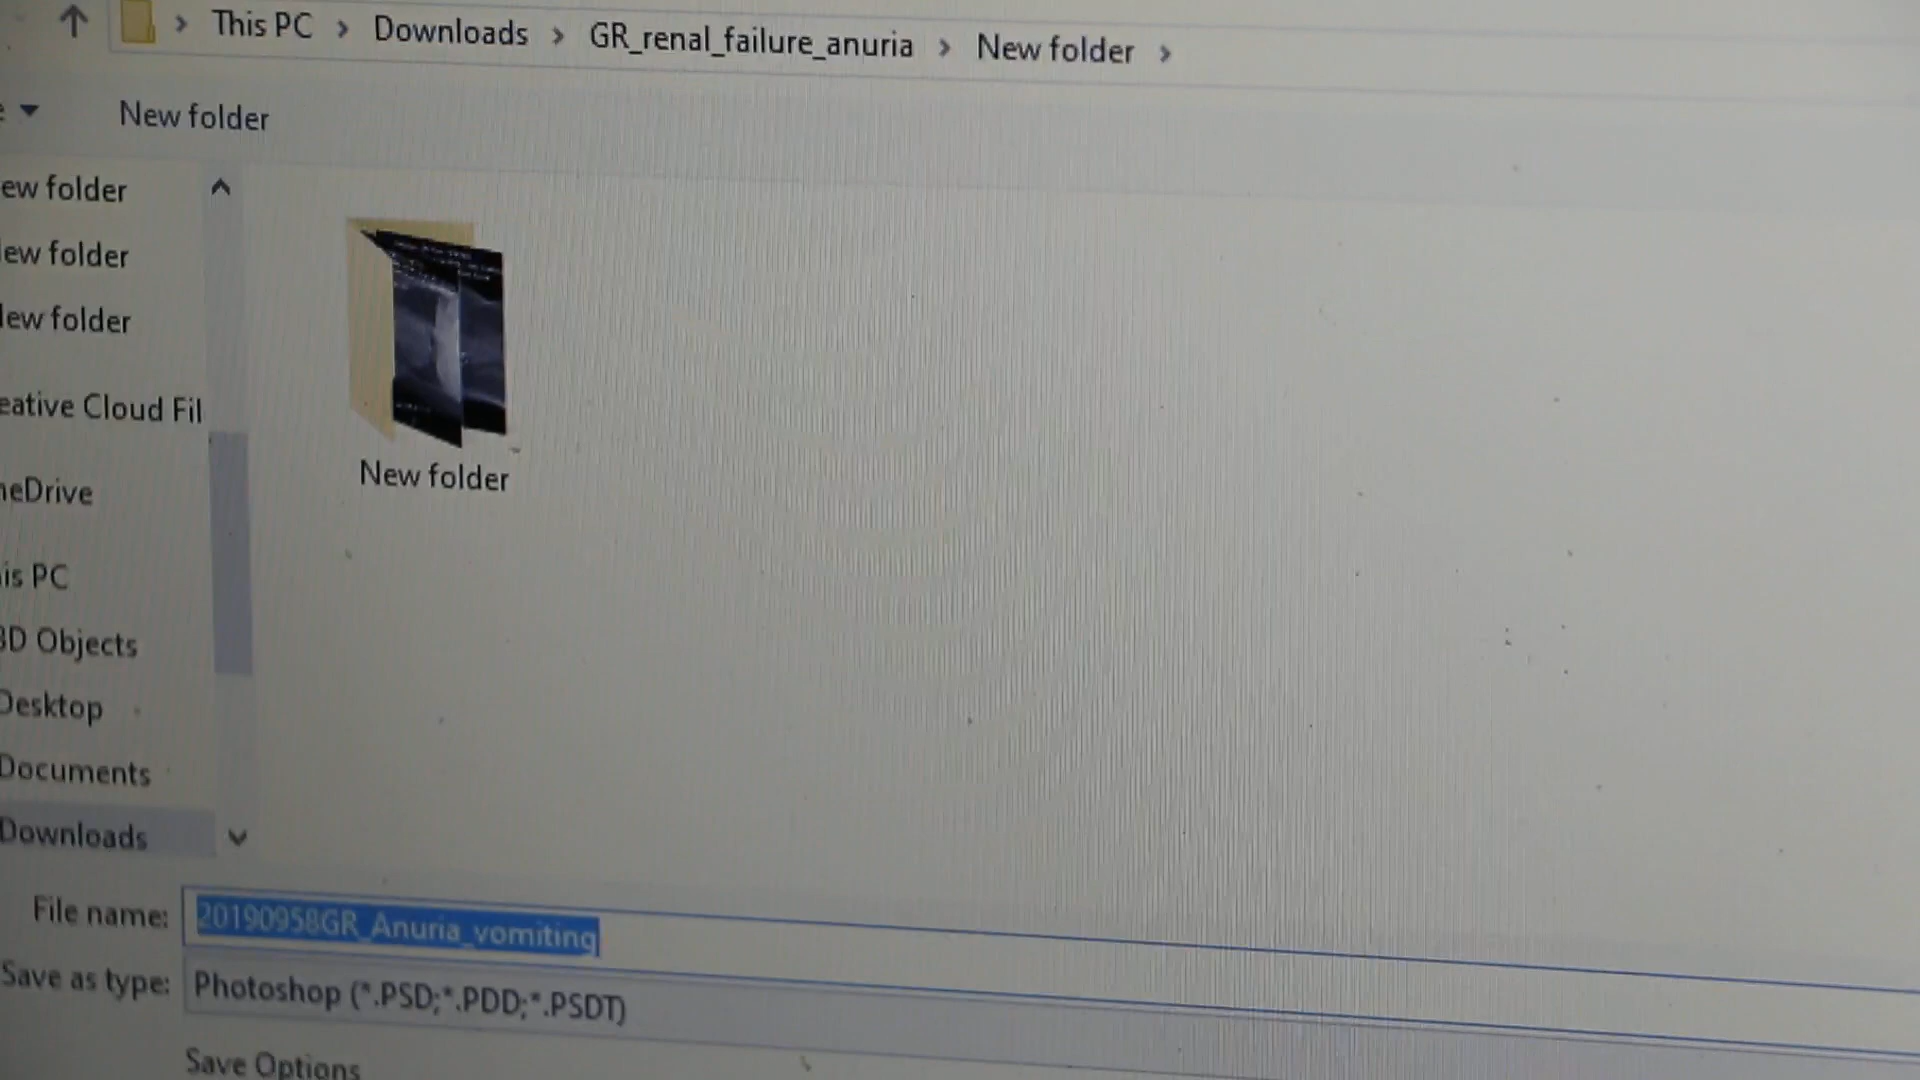 This PC > Downloads > GR_renal_failure_anuria > New folder >
New folder
ew folder
ew folder
ew folder
eative Cloud Fil
neDrive
is PC
3D Objects
Desktop
Documents
Downloads
New folder
File name: 20190958GR_Anuria_vomiting
Save as type: Photoshop (*.PSD;*.PDD;*.PSDT)
Save Options